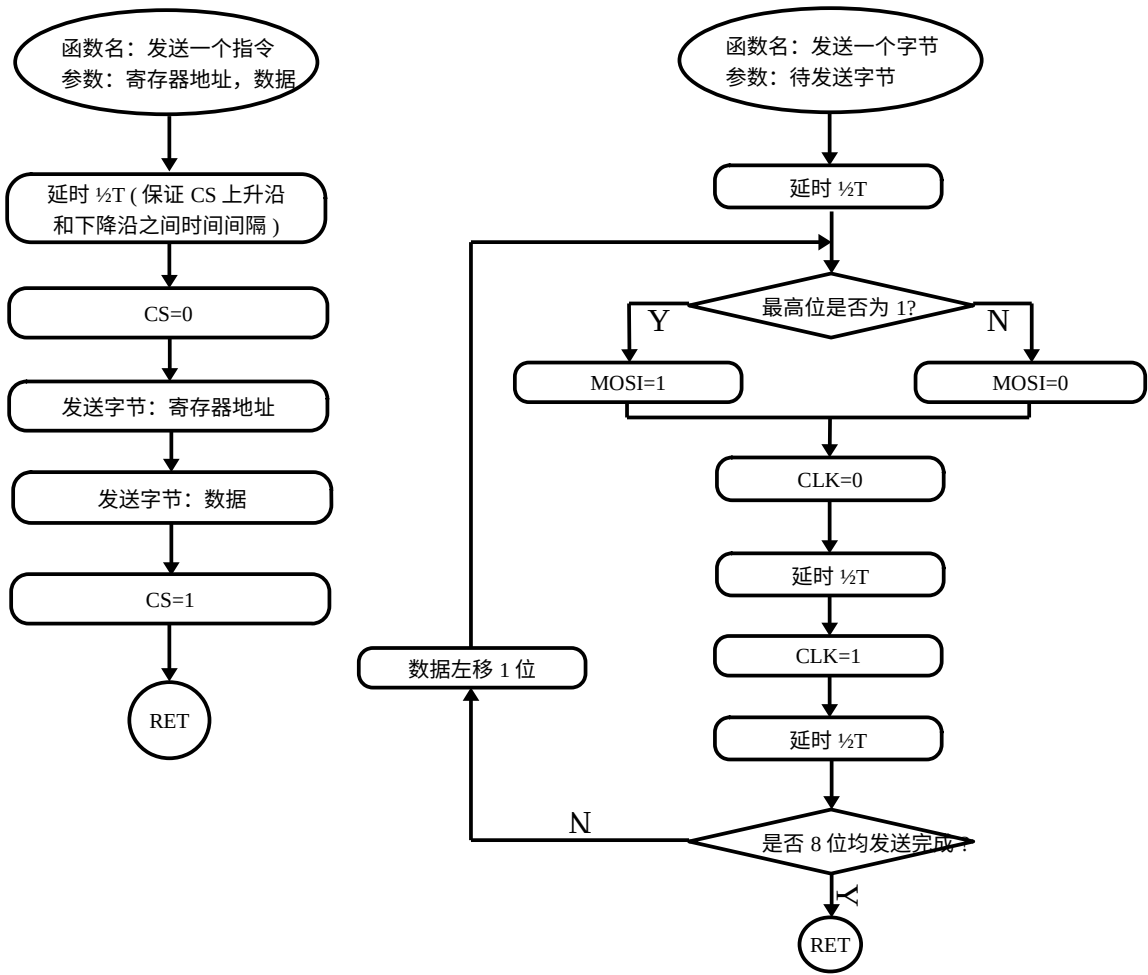 函数名：发送一个指令
参数：寄存器地址，数据
延时 ½T ( 保证 CS 上升沿
和下降沿之间时间间隔 )
CS=0
发送字节：寄存器地址
发送字节：数据
CS=1
RET
函数名：发送一个字节
参数：待发送字节
延时 ½T
最高位是否为 1?
Y
N
MOSI=1
MOSI=0
CLK=0
延时 ½T
CLK=1
数据左移 1 位
延时 ½T
N
是否 8 位均发送完成 ?
Y
RET